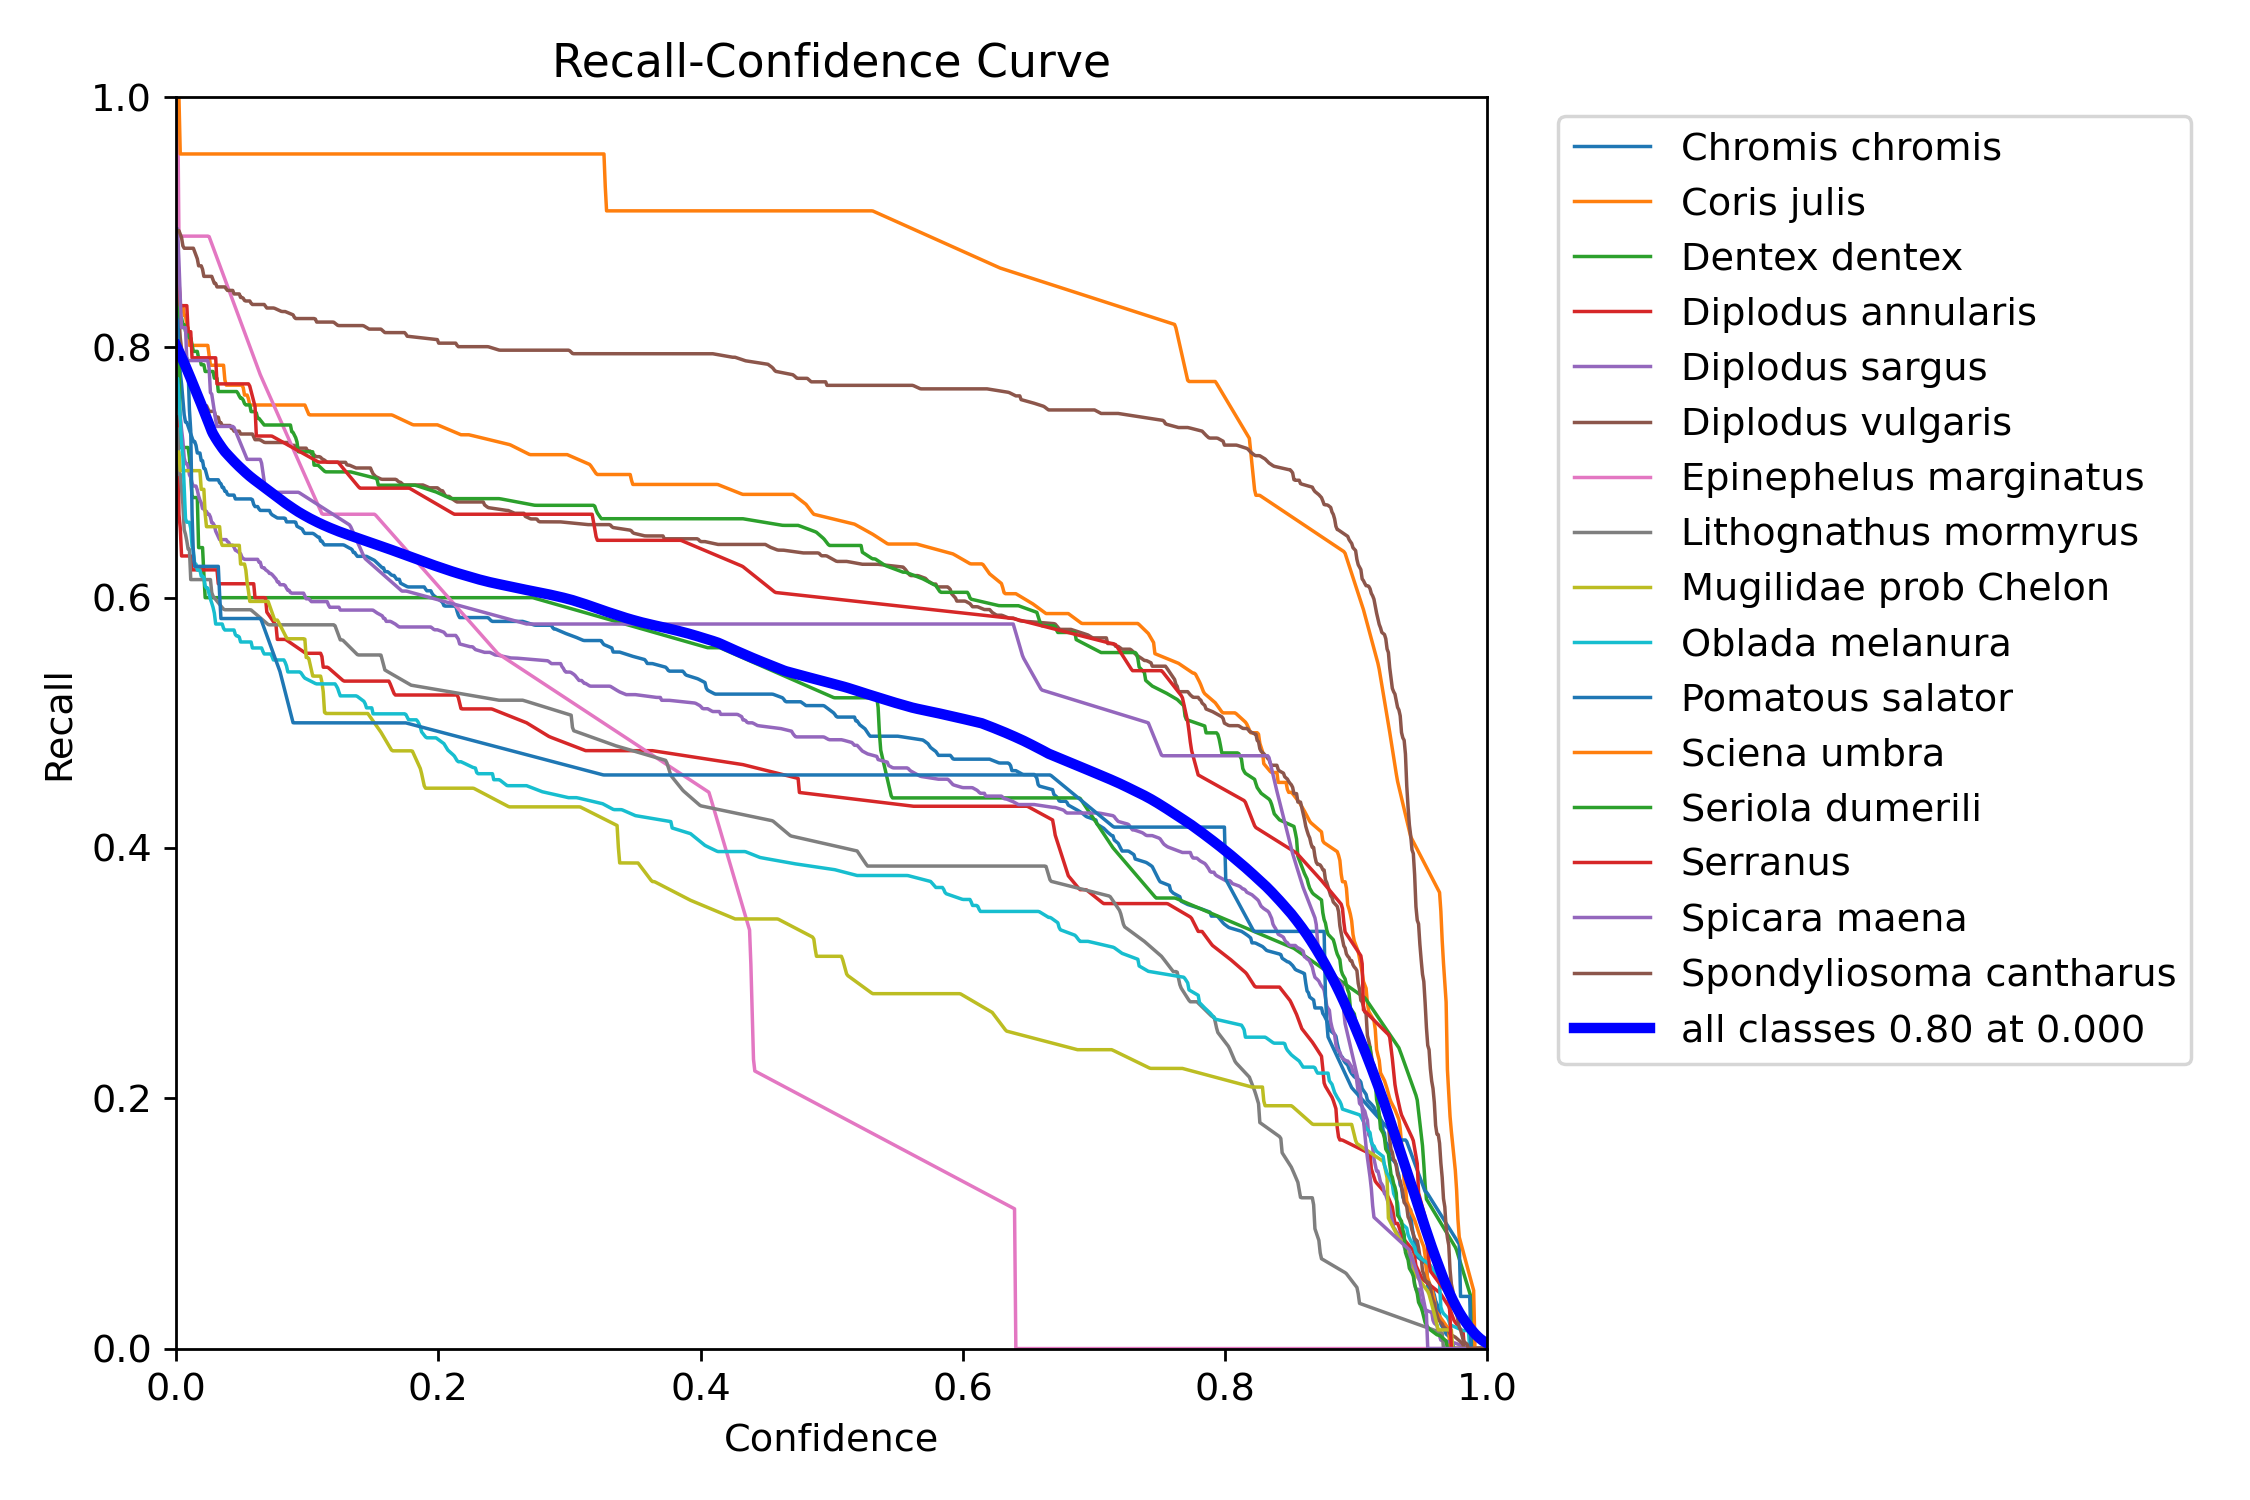 Recall-Confidence Curve
1.0
0.8
0.6
0.4
0.2
0.0
Recall
0.0 0.2 0.4 0.6 0.8 1.0
Confidence
Chromis chromis
Coris julis
Dentex dentex
Diplodus annularis
Diplodus sargus
Diplodus vulgaris
Epinephelus marginatus
Lithognathus mormyrus
Mugilidae prob Chelon
Oblada melanura
Pomatous salator
Sciena umbra
Seriola dumerili
Serranus
Spicara maena
Spondyliosoma cantharus
all classes 0.80 at 0.000